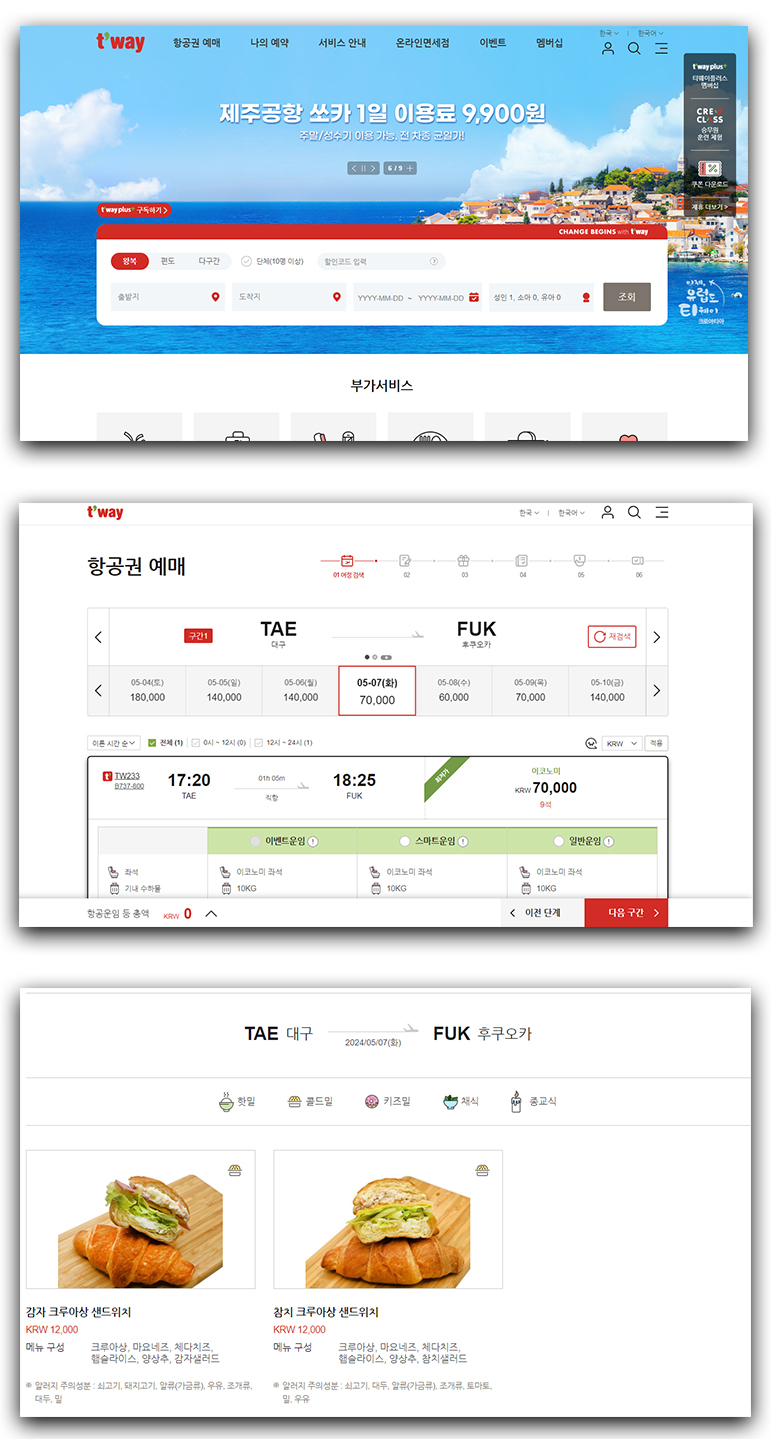 t'way
항공권 예매
나의 예약
서비스 안내
온라인면세점
이벤트
멤버십
한국
한국어
t'way plus+
티웨이플러스
멤버십
CREW
CLASS
승무원
훈련 체험
쿠폰 다운로드
제휴 더보기 >
제주공항 쏘카 1일 이용료 9,900원
주말/성수기 이용 가능, 전 차종 균일가!
6 / 9
t'way plus+ 구독하기 >
CHANGE BEGINS with t'way
왕복
편도
다구간
단체(10명 이상)
할인코드 입력
출발지
도착지
YYYY-MM-DD ~ YYYY-MM-DD
성인 1, 소아 0, 유아 0
조회
유럽도
티웨이
크로아티아
부가서비스
t'way
한국
한국어
항공권 예매
01 여정 검색
02
03
04
05
06
구간1
TAE
대구
FUK
후쿠오카
재검색
05-04(토)
180,000
05-05(일)
140,000
05-06(월)
140,000
05-07(화)
70,000
05-08(수)
60,000
05-09(목)
70,000
05-10(금)
140,000
이른 시간 순
전체 (1)
0시 ~ 12시 (0)
12시 ~ 24시 (1)
KRW
적용
TW233
B737-800
17:20
TAE
01h 05m
직항
18:25
FUK
최저가
이코노미
KRW 70,000
9석
이벤트운임
스마트운임
일반운임
좌석
이코노미 좌석
이코노미 좌석
이코노미 좌석
기내 수하물
10KG
10KG
10KG
항공운임 등 총액
KRW 0
이전 단계
다음 구간
TAE 대구
2024/05/07(화)
FUK 후쿠오카
핫밀
콜드밀
키즈밀
채식
종교식
감자 크루아상 샌드위치
KRW 12,000
메뉴 구성
크루아상, 마요네즈, 체다치즈,
햄슬라이스, 양상추, 감자샐러드
※ 알러지 주의성분 : 쇠고기, 돼지고기, 알류(가금류), 우유, 조개류,
대두, 밀
참치 크루아상 샌드위치
KRW 12,000
메뉴 구성
크루아상, 마요네즈, 체다치즈,
햄슬라이스, 양상추, 참치샐러드
※ 알러지 주의성분 : 쇠고기, 대두, 알류(가금류), 조개류, 토마토,
밀, 우유